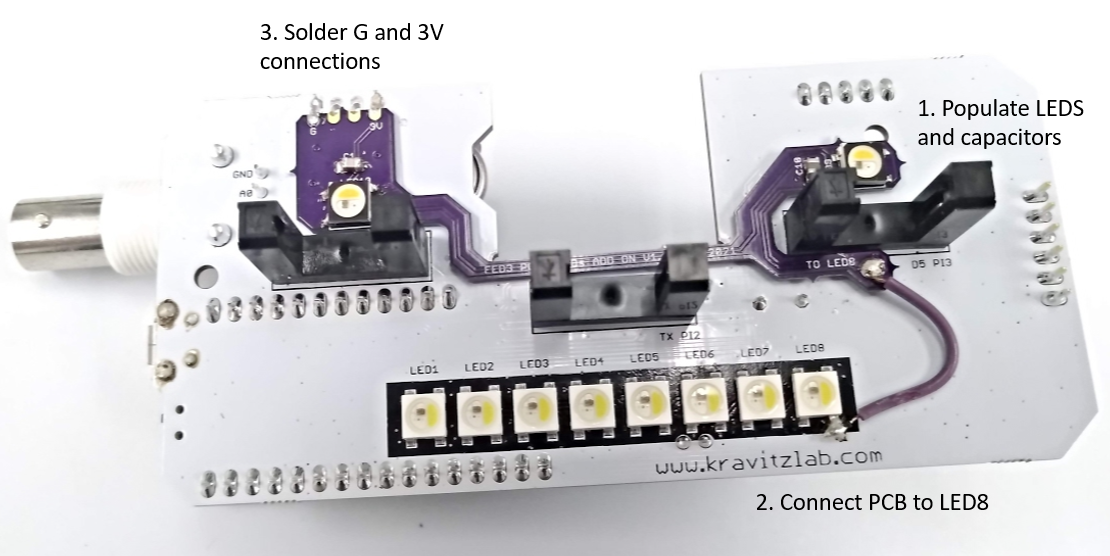 3. Solder G and 3V
connections
1. Populate LEDS
and capacitors
G
3V
GND
A0
C10
TO LED8
D5 PI3
TX PI2
LED1 LED2 LED3 LED4 LED5 LED6 LED7 LED8
www.kravitzlab.com
2. Connect PCB to LED8